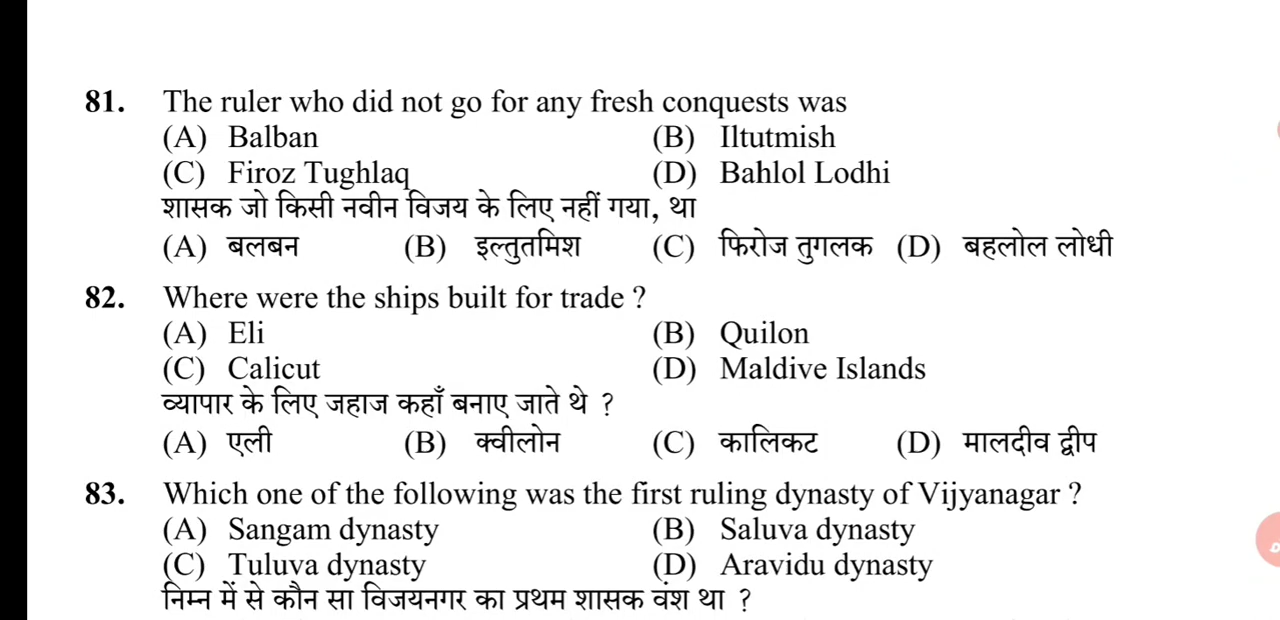 81. The ruler who did not go for any fresh conquests was
(A) Balban (B) Iltutmish
(C) Firoz Tughlaq (D) Bahlol Lodhi
शासक जो किसी नवीन विजय के लिए नहीं गया, था
(A) बलबन (B) इल्तुतमिश (C) फिरोज तुगलक (D) बहलोल लोधी
82. Where were the ships built for trade ?
(A) Eli (B) Quilon
(C) Calicut (D) Maldive Islands
व्यापार के लिए जहाज कहाँ बनाए जाते थे ?
(A) एली (B) क्वीलोन (C) कालिकट (D) मालदीव द्वीप
83. Which one of the following was the first ruling dynasty of Vijyanagar ?
(A) Sangam dynasty (B) Saluva dynasty
(C) Tuluva dynasty (D) Aravidu dynasty
निम्न में से कौन सा विजयनगर का प्रथम शासक वंश था ?